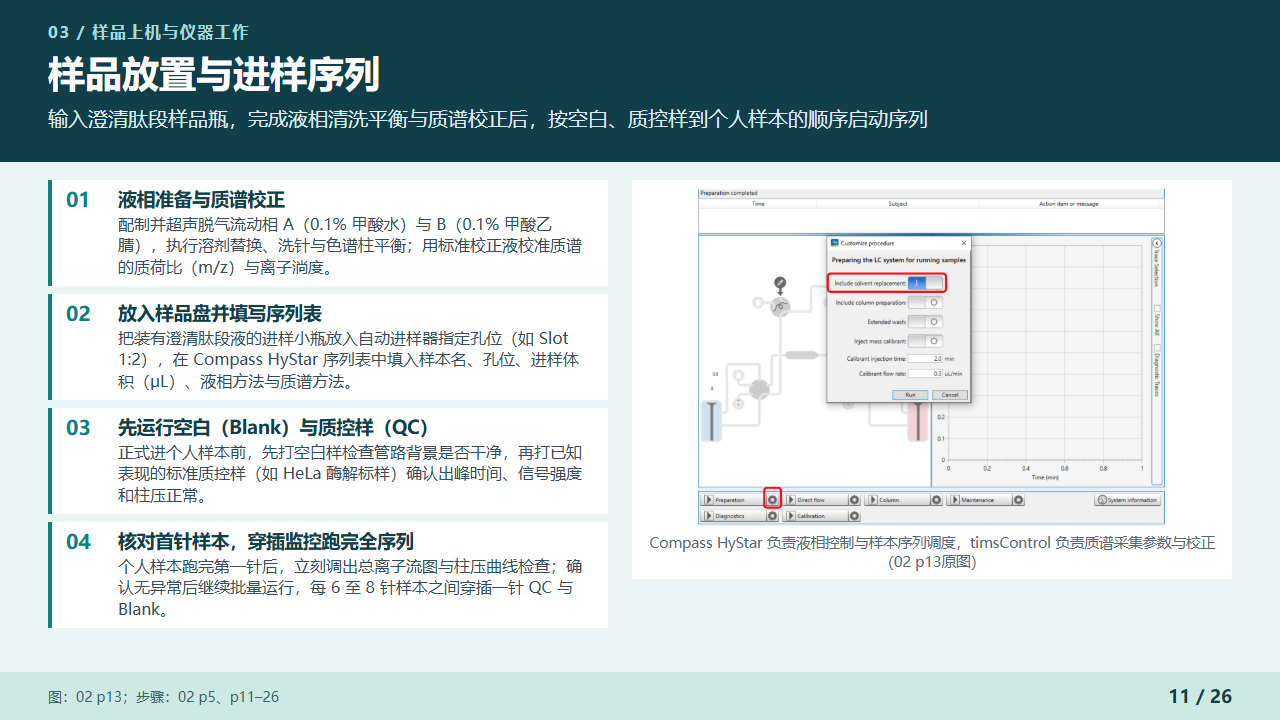 03 / 样品上机与仪器工作
样品放置与进样序列
输入澄清肽段样品瓶，完成液相清洗平衡与质谱校正后，按空白、质控样到个人样本的顺序启动序列
01 液相准备与质谱校正
配制并超声脱气流动相 A（0.1% 甲酸水）与 B（0.1% 甲酸乙
腈），执行溶剂替换、洗针与色谱柱平衡；用标准校正液校准质谱
的质荷比（m/z）与离子淌度。
02 放入样品盘并填写序列表
把装有澄清肽段液的进样小瓶放入自动进样器指定孔位（如 Slot
1:2），在 Compass HyStar 序列表中填入样本名、孔位、进样体
积（μL）、液相方法与质谱方法。
03 先运行空白（Blank）与质控样（QC）
正式进个人样本前，先打空白样检查管路背景是否干净，再打已知
表现的标准质控样（如 HeLa 酶解标样）确认出峰时间、信号强度
和柱压正常。
04 核对首针样本，穿插监控跑完全序列
个人样本跑完第一针后，立刻调出总离子流图与柱压曲线检查；确
认无异常后继续批量运行，每 6 至 8 针样本之间穿插一针 QC 与
Blank。
Preparation completed
Time Subject Action item or message
Customize procedure
Preparing the LC system for running samples
Include solvent replacement:
Include column preparation:
Extended wash:
Inject mass calibrant:
Calibrant injection time: 2.0 min
Calibrant flow rate: 0.3 uL/min
Run Cancel
Trace Selection
Show All
Diagnostic Traces
0.2
0.1
0
0 0.2 0.4 0.6 0.8 1
Time (min)
Preparation Direct flow Column Maintenance System information
Diagnostics Calibration
Compass HyStar 负责液相控制与样本序列调度，timsControl 负责质谱采集参数与校正
(02 p13原图)
图：02 p13；步骤：02 p5、p11–26
11 / 26